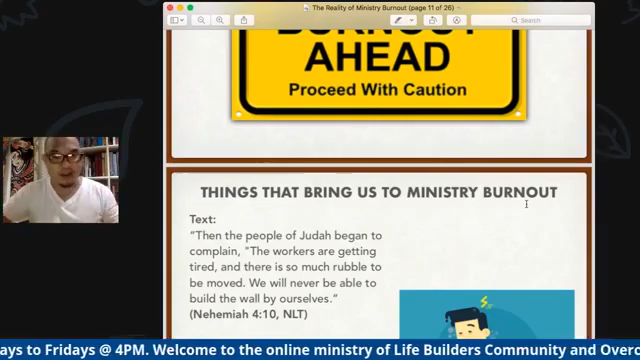 The Reality of Ministry Burnout (page 11 of 26)
Search
BURNOUT
AHEAD
Proceed With Caution
THINGS THAT BRING US TO MINISTRY BURNOUT
Text:
"Then the people of Judah began to
complain, "The workers are getting
tired, and there is so much rubble to
be moved. We will never be able to
build the wall by ourselves."
(Nehemiah 4:10, NLT)
ays to Fridays @ 4PM. Welcome to the online ministry of Life Builders Community and Overc